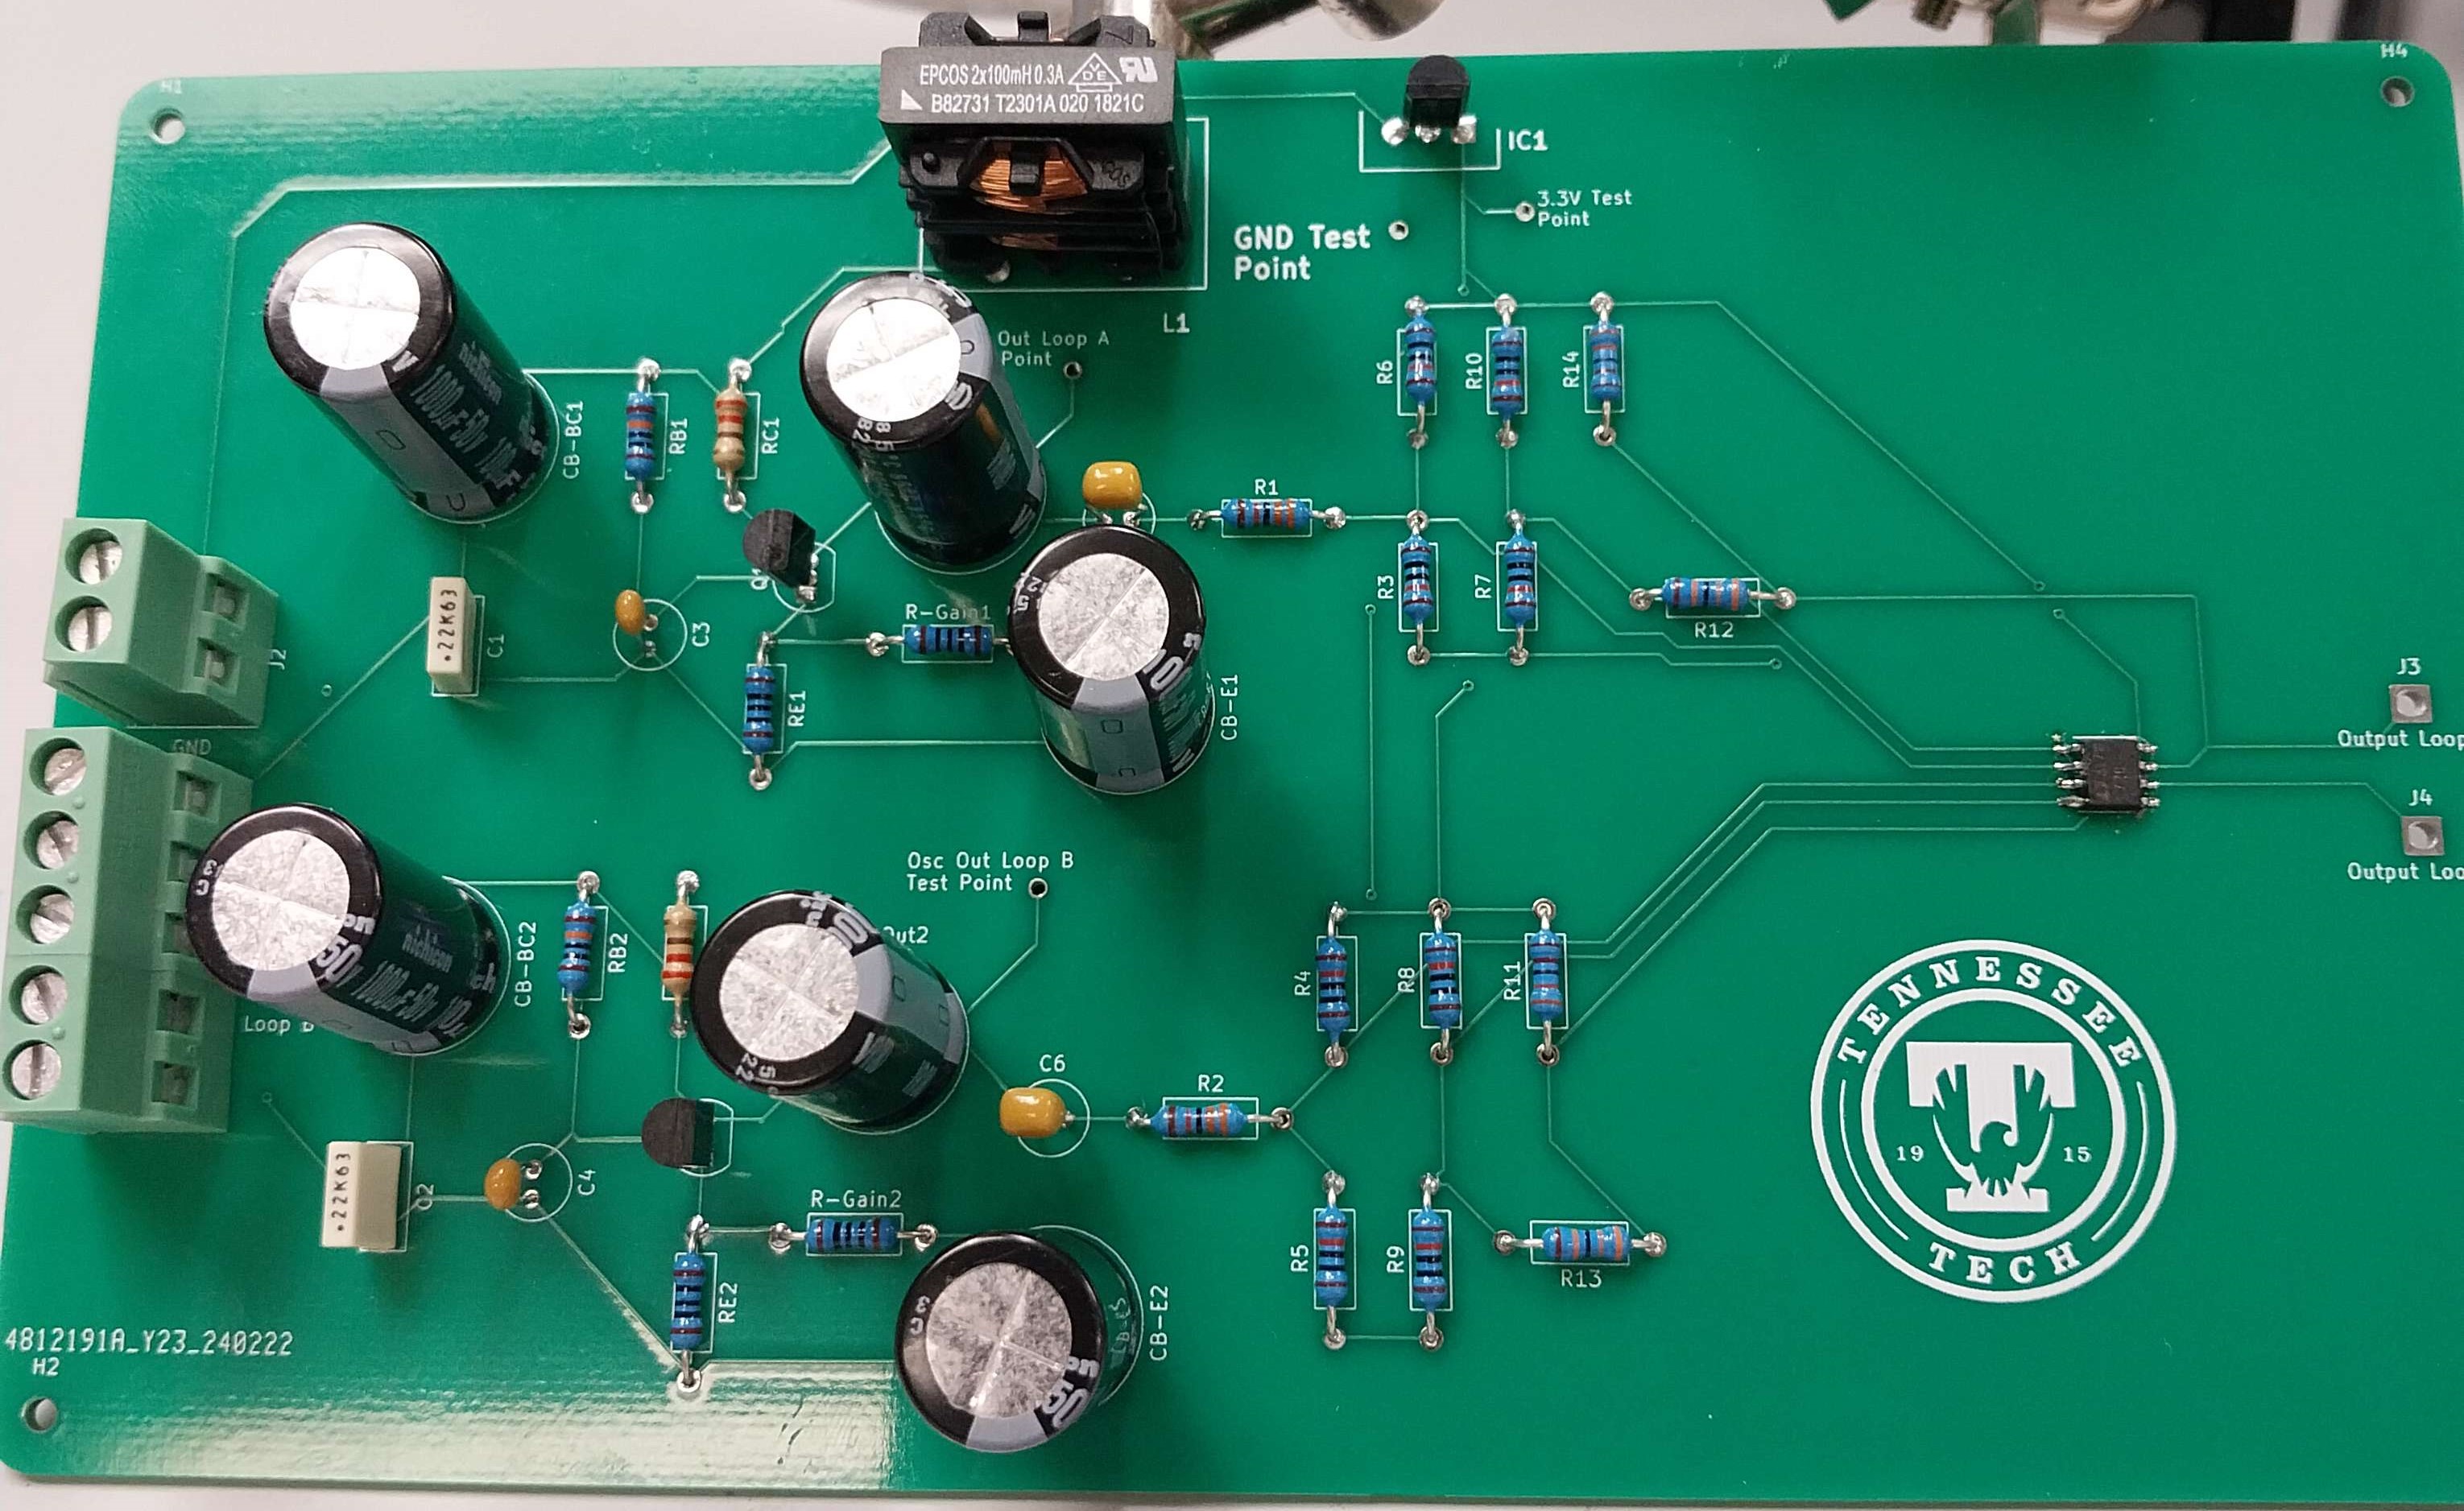 H1
H4
EPCOS 2x100mH 0.3A
B82731 T2301A 020 1821C
IC1
3.3V Test
Point
GND Test
Point
L1
Out Loop A
Point
CB-BC1
RB1
RC1
R6
R10
R14
R1
nichicon
1000µF 50V
.22K63
C1
C3
R-Gain1
RE1
CB-E1
R3
R7
R12
J2
GND
J3
Output Loop
J4
Output Loo
Osc Out Loop B
Test Point
Out2
CB-BC2
RB2
nichicon
1000µF 50V
Loop B
R4
R8
R11
C6
R2
.22K63
C4
R-Gain2
RE2
CB-E2
R5
R9
R13
TENNESSEE
T
19 15
TECH
4812191A_Y23_240222
H2